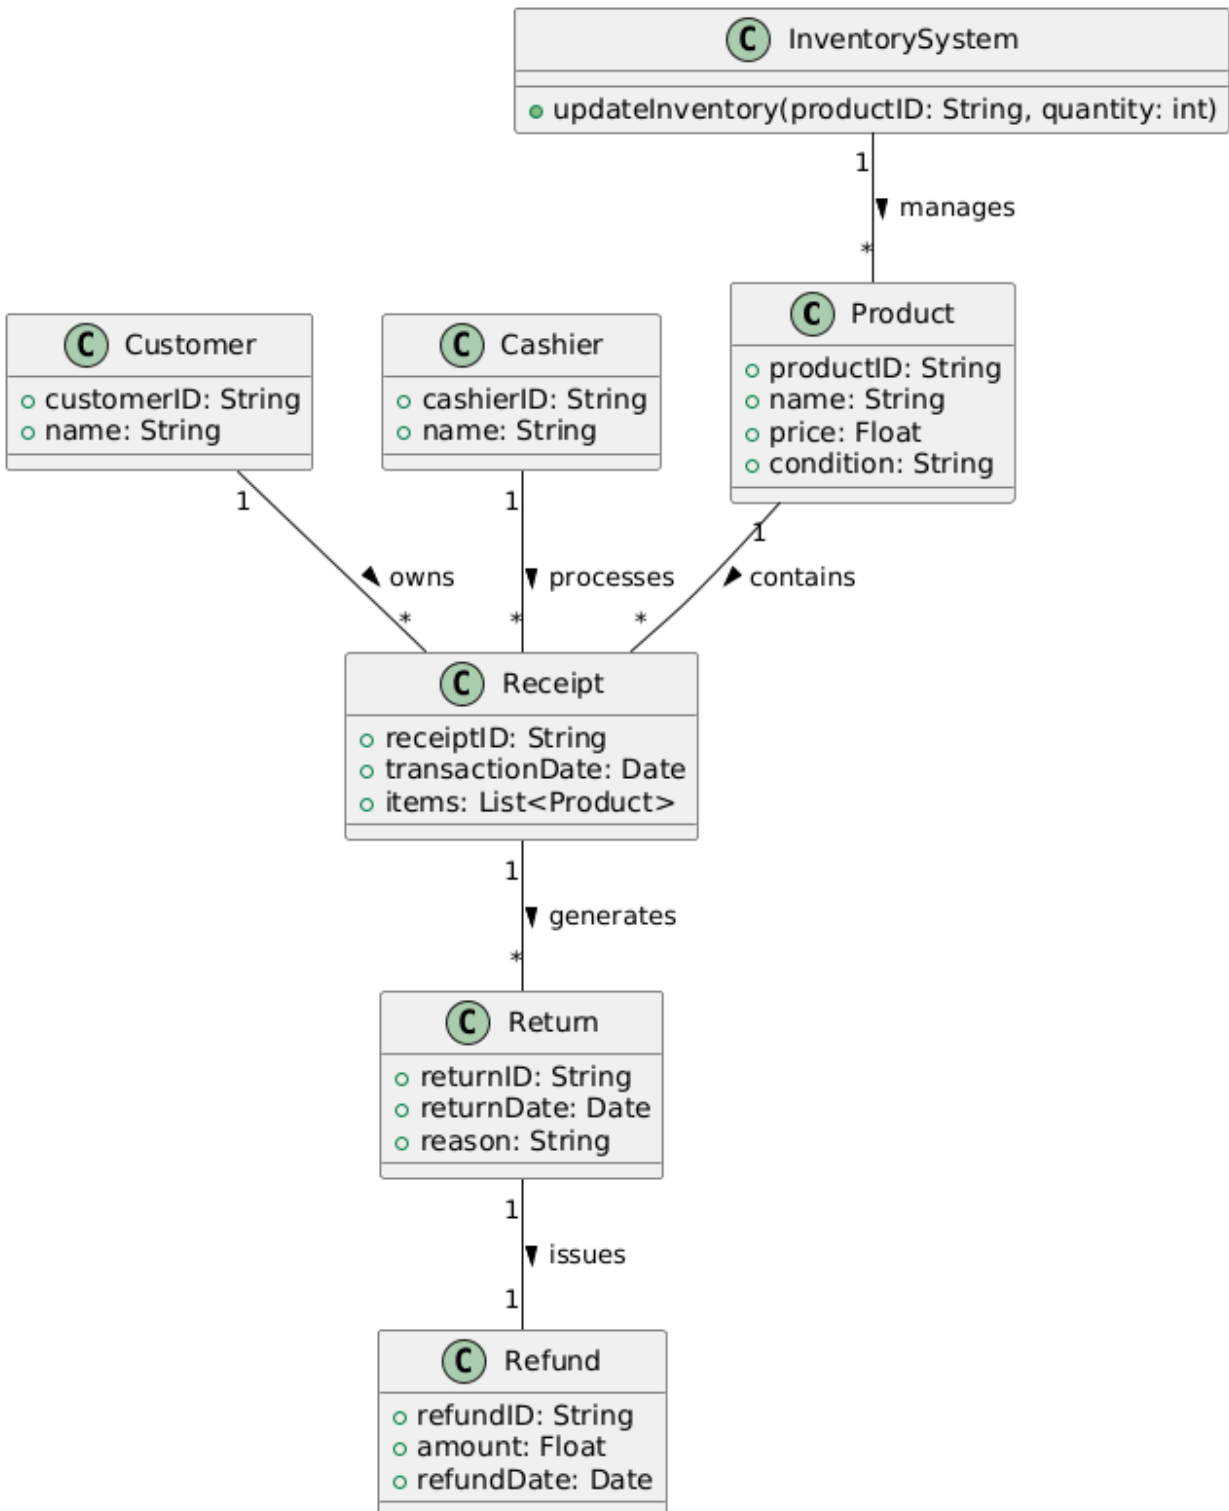 C InventorySystem
updateInventory(productID: String, quantity: int)
1
manages
*
C Customer
customerID: String
name: String
C Cashier
cashierID: String
name: String
C Product
productID: String
name: String
price: Float
condition: String
1
owns
*
1
processes
*
1
contains
*
C Receipt
receiptID: String
transactionDate: Date
items: List<Product>
1
generates
*
C Return
returnID: String
returnDate: Date
reason: String
1
issues
1
C Refund
refundID: String
amount: Float
refundDate: Date